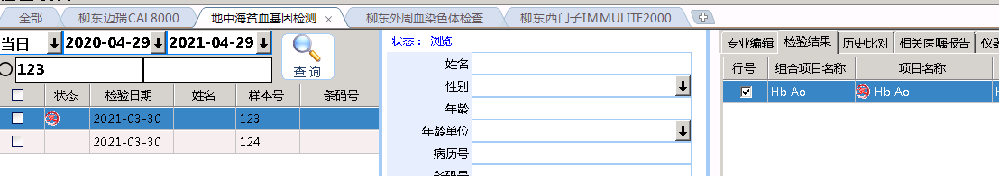 全部 柳东迈瑞CAL8000 地中海贫血基因检测 柳东外周血染色体检查 柳东西门子IMMULITE2000
当日 2020-04-29 2021-04-29 查询
123
状态 检验日期 姓名 样本号 条码号
2021-03-30 123
2021-03-30 124
状态: 浏览
姓名
性别
年龄
年龄单位
病历号
专业编辑 检验结果 历史比对 相关医嘱报告
行号 组合项目名称 项目名称
Hb Ao Hb Ao